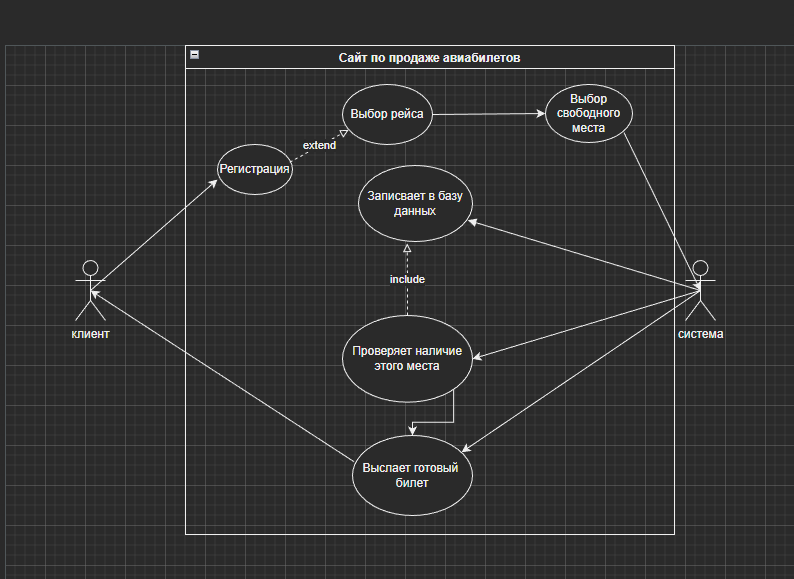 Сайт по продаже авиабилетов
Выбор рейса
Выбор
свободного
места
extend
Регистрация
Записвает в базу
данных
include
клиент
система
Проверяет наличие
этого места
Выслает готовый
билет